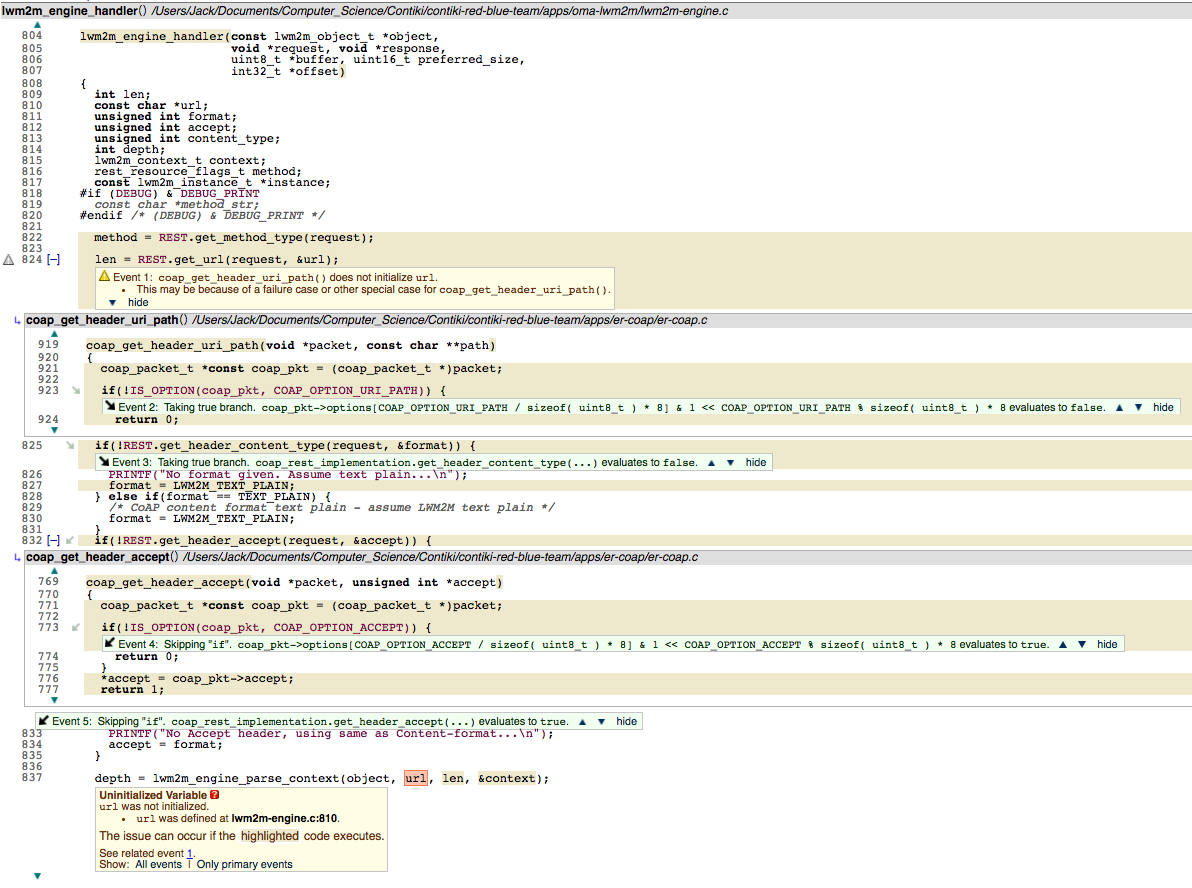 lwm2m_engine_handler() /Users/Jack/Documents/Computer_Science/Contiki/contiki-red-blue-team/apps/oma-lwm2m/lwm2m-engine.c
804 lwm2m_engine_handler(const lwm2m_object_t *object,
805 void *request, void *response,
806 uint8_t *buffer, uint16_t preferred_size,
807 int32_t *offset)
808 {
809 int len;
810 const char *url;
811 unsigned int format;
812 unsigned int accept;
813 unsigned int content_type;
814 int depth;
815 lwm2m_context_t context;
816 rest_resource_flags_t method;
817 const lwm2m_instance_t *instance;
818 #if (DEBUG) & DEBUG_PRINT
819 const char *method_str;
820 #endif /* (DEBUG) & DEBUG_PRINT */
821
822 method = REST.get_method_type(request);
823
824 [−] len = REST.get_url(request, &url);
Event 1: coap_get_header_uri_path() does not initialize url.
• This may be because of a failure case or other special case for coap_get_header_uri_path().
▼ hide
coap_get_header_uri_path() /Users/Jack/Documents/Computer_Science/Contiki/contiki-red-blue-team/apps/er-coap/er-coap.c
919 coap_get_header_uri_path(void *packet, const char **path)
920 {
921 coap_packet_t *const coap_pkt = (coap_packet_t *)packet;
922
923 if(!IS_OPTION(coap_pkt, COAP_OPTION_URI_PATH)) {
Event 2: Taking true branch. coap_pkt->options[COAP_OPTION_URI_PATH / sizeof( uint8_t ) * 8] & 1 << COAP_OPTION_URI_PATH % sizeof( uint8_t ) * 8 evaluates to false. ▲ ▼ hide
924 return 0;
825 if(!REST.get_header_content_type(request, &format)) {
Event 3: Taking true branch. coap_rest_implementation.get_header_content_type(...) evaluates to false. ▲ ▼ hide
826 PRINTF("No format given. Assume text plain...\n");
827 format = LWM2M_TEXT_PLAIN;
828 } else if(format == TEXT_PLAIN) {
829 /* CoAP content format text plain - assume LWM2M text plain */
830 format = LWM2M_TEXT_PLAIN;
831 }
832 [−] if(!REST.get_header_accept(request, &accept)) {
coap_get_header_accept() /Users/Jack/Documents/Computer_Science/Contiki/contiki-red-blue-team/apps/er-coap/er-coap.c
769 coap_get_header_accept(void *packet, unsigned int *accept)
770 {
771 coap_packet_t *const coap_pkt = (coap_packet_t *)packet;
772
773 if(!IS_OPTION(coap_pkt, COAP_OPTION_ACCEPT)) {
Event 4: Skipping "if". coap_pkt->options[COAP_OPTION_ACCEPT / sizeof( uint8_t ) * 8] & 1 << COAP_OPTION_ACCEPT % sizeof( uint8_t ) * 8 evaluates to true. ▲ ▼ hide
774 return 0;
775 }
776 *accept = coap_pkt->accept;
777 return 1;
Event 5: Skipping "if". coap_rest_implementation.get_header_accept(...) evaluates to true. ▲ ▼ hide
833 PRINTF("No Accept header, using same as Content-format...\n");
834 accept = format;
835 }
836
837 depth = lwm2m_engine_parse_context(object, url, len, &context);
Uninitialized Variable ?
url was not initialized.
• url was defined at lwm2m-engine.c:810.
The issue can occur if the highlighted code executes.
See related event 1.
Show: All events | Only primary events